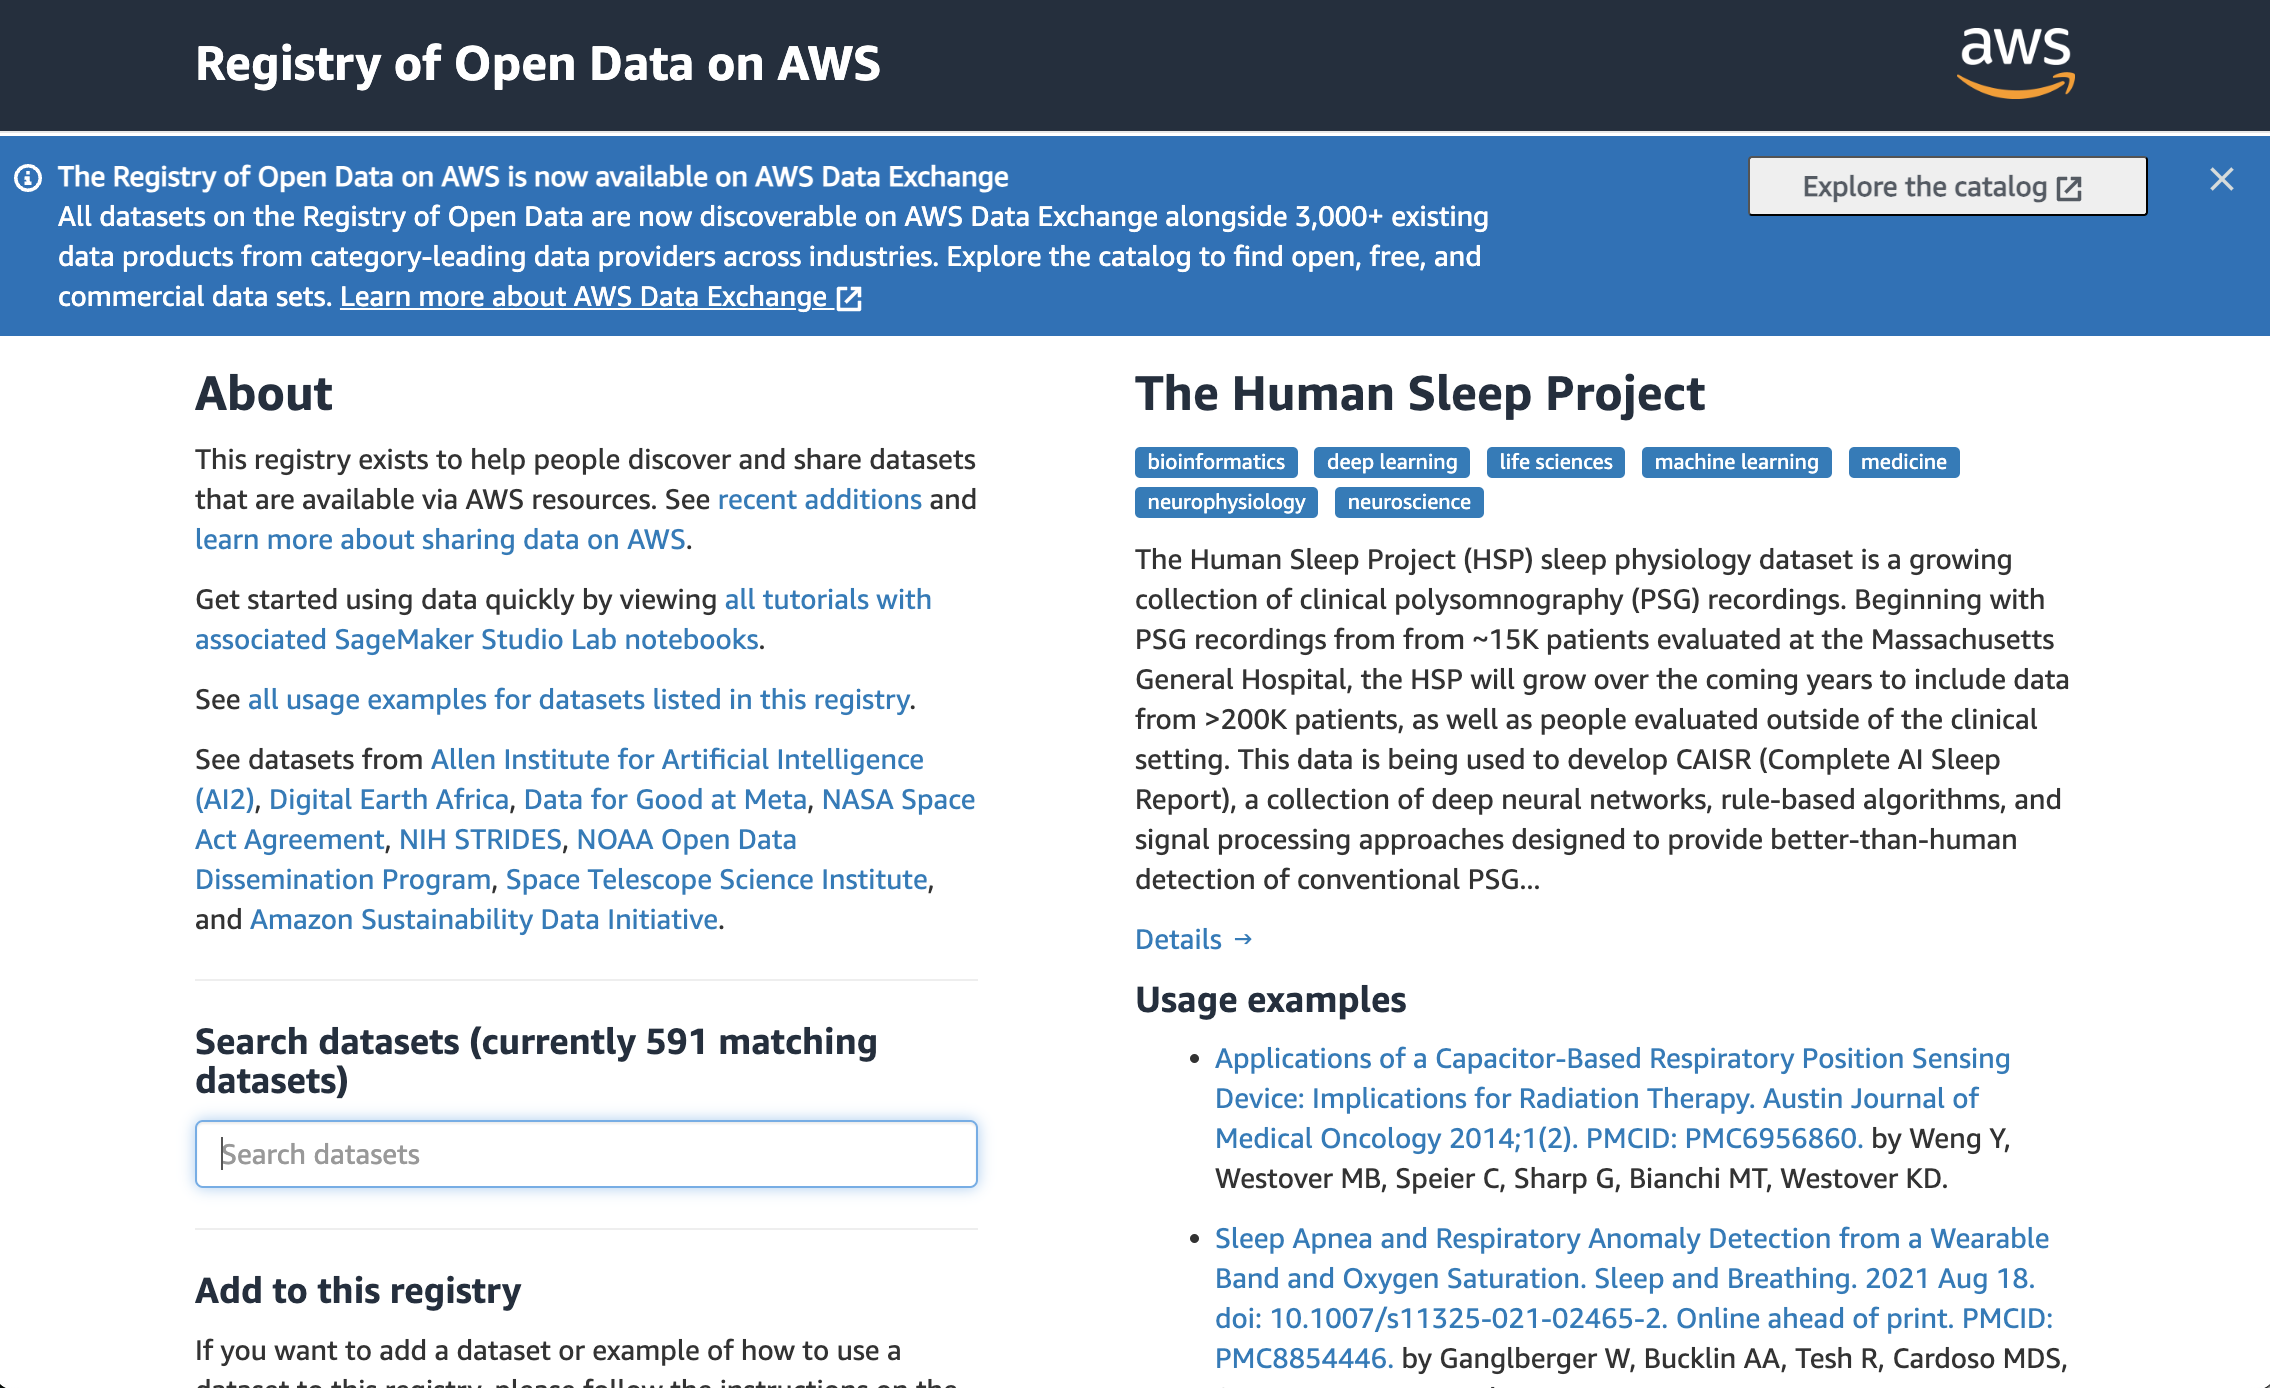 Registry of Open Data on AWS
aws
The Registry of Open Data on AWS is now available on AWS Data Exchange
All datasets on the Registry of Open Data are now discoverable on AWS Data Exchange alongside 3,000+ existing
data products from category-leading data providers across industries. Explore the catalog to find open, free, and
commercial data sets. Learn more about AWS Data Exchange
Explore the catalog
About
This registry exists to help people discover and share datasets
that are available via AWS resources. See recent additions and
learn more about sharing data on AWS.
Get started using data quickly by viewing all tutorials with
associated SageMaker Studio Lab notebooks.
See all usage examples for datasets listed in this registry.
See datasets from Allen Institute for Artificial Intelligence
(AI2), Digital Earth Africa, Data for Good at Meta, NASA Space
Act Agreement, NIH STRIDES, NOAA Open Data
Dissemination Program, Space Telescope Science Institute,
and Amazon Sustainability Data Initiative.
Search datasets (currently 591 matching
datasets)
Search datasets
Add to this registry
If you want to add a dataset or example of how to use a
dataset to this registry, please follow the instructions on the
The Human Sleep Project
bioinformatics deep learning life sciences machine learning medicine
neurophysiology neuroscience
The Human Sleep Project (HSP) sleep physiology dataset is a growing
collection of clinical polysomnography (PSG) recordings. Beginning with
PSG recordings from from ~15K patients evaluated at the Massachusetts
General Hospital, the HSP will grow over the coming years to include data
from >200K patients, as well as people evaluated outside of the clinical
setting. This data is being used to develop CAISR (Complete AI Sleep
Report), a collection of deep neural networks, rule-based algorithms, and
signal processing approaches designed to provide better-than-human
detection of conventional PSG...
Details →
Usage examples
• Applications of a Capacitor-Based Respiratory Position Sensing
Device: Implications for Radiation Therapy. Austin Journal of
Medical Oncology 2014;1(2). PMCID: PMC6956860. by Weng Y,
Westover MB, Speier C, Sharp G, Bianchi MT, Westover KD.
• Sleep Apnea and Respiratory Anomaly Detection from a Wearable
Band and Oxygen Saturation. Sleep and Breathing. 2021 Aug 18.
doi: 10.1007/s11325-021-02465-2. Online ahead of print. PMCID:
PMC8854446. by Ganglberger W, Bucklin AA, Tesh R, Cardoso MDS,